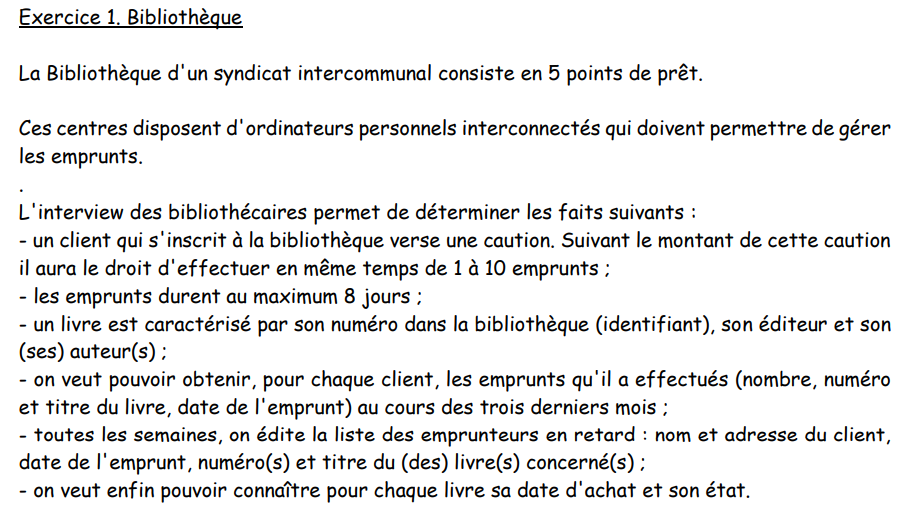 Exercice 1. Bibliothèque
La Bibliothèque d'un syndicat intercommunal consiste en 5 points de prêt.
Ces centres disposent d'ordinateurs personnels interconnectés qui doivent permettre de gérer
les emprunts.
.
L'interview des bibliothécaires permet de déterminer les faits suivants :
- un client qui s'inscrit à la bibliothèque verse une caution. Suivant le montant de cette caution
il aura le droit d'effectuer en même temps de 1 à 10 emprunts ;
- les emprunts durent au maximum 8 jours ;
- un livre est caractérisé par son numéro dans la bibliothèque (identifiant), son éditeur et son
(ses) auteur(s) ;
- on veut pouvoir obtenir, pour chaque client, les emprunts qu'il a effectués (nombre, numéro
et titre du livre, date de l'emprunt) au cours des trois derniers mois ;
- toutes les semaines, on édite la liste des emprunteurs en retard : nom et adresse du client,
date de l'emprunt, numéro(s) et titre du (des) livre(s) concerné(s) ;
- on veut enfin pouvoir connaître pour chaque livre sa date d'achat et son état.